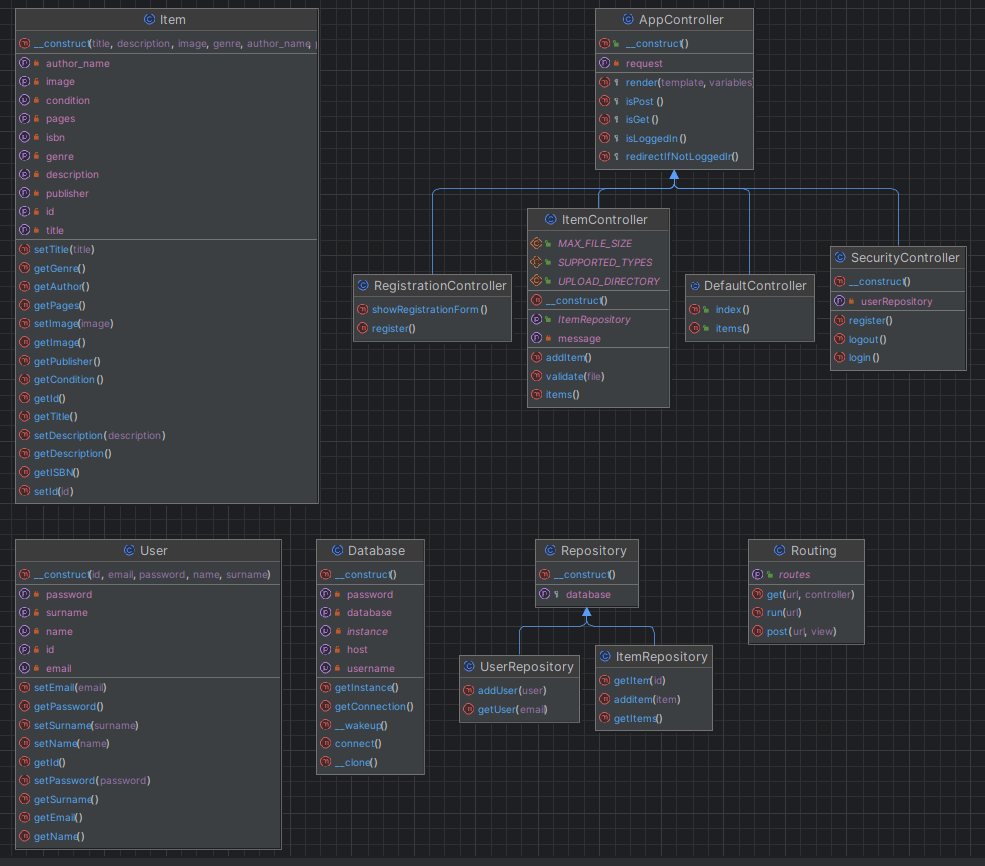 Item
__construct(title, description, image, genre, author_name,
author_name
image
condition
pages
isbn
genre
description
publisher
id
title
setTitle(title)
getGenre()
getAuthor()
getPages()
setImage(image)
getImage()
getPublisher()
getCondition()
getId()
getTitle()
setDescription(description)
getDescription()
getISBN()
setId(id)
AppController
__construct()
request
render(template, variables
isPost()
isGet()
isLoggedIn()
redirectIfNotLoggedIn()
RegistrationController
showRegistrationForm()
register()
ItemController
MAX_FILE_SIZE
SUPPORTED_TYPES
UPLOAD_DIRECTORY
__construct()
ItemRepository
message
addItem()
validate(file)
items()
DefaultController
index()
items()
SecurityController
__construct()
userRepository
register()
logout()
login()
User
__construct(id, email, password, name, surname)
password
surname
name
id
email
setEmail(email)
getPassword()
setSurname(surname)
setName(name)
getId()
setPassword(password)
getSurname()
getEmail()
getName()
Database
__construct()
password
database
instance
host
username
getInstance()
getConnection()
__wakeup()
connect()
__clone()
Repository
__construct()
database
UserRepository
addUser(user)
getUser(email)
ItemRepository
getItem(id)
additem(item)
getItems()
Routing
routes
get(url, controller)
run(url)
post(url, view)